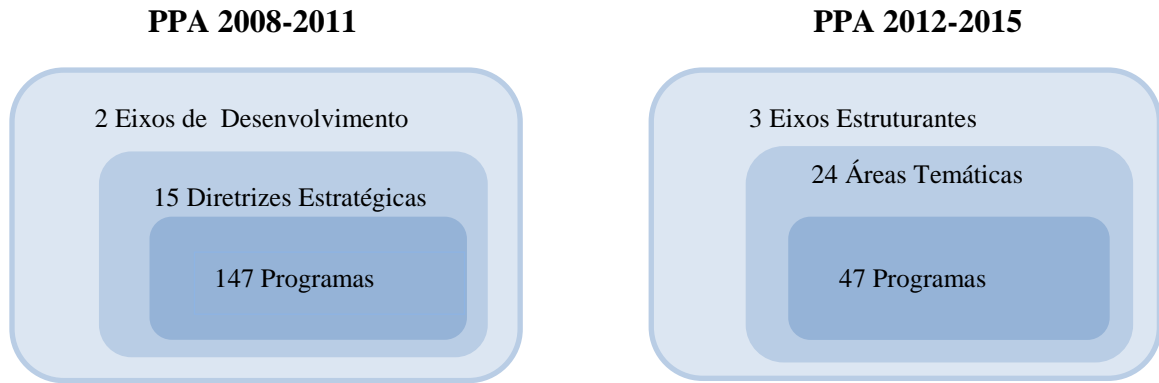 PPA 2008-2011
2 Eixos de Desenvolvimento
15 Diretrizes Estratégicas
147 Programas
PPA 2012-2015
3 Eixos Estruturantes
24 Áreas Temáticas
47 Programas